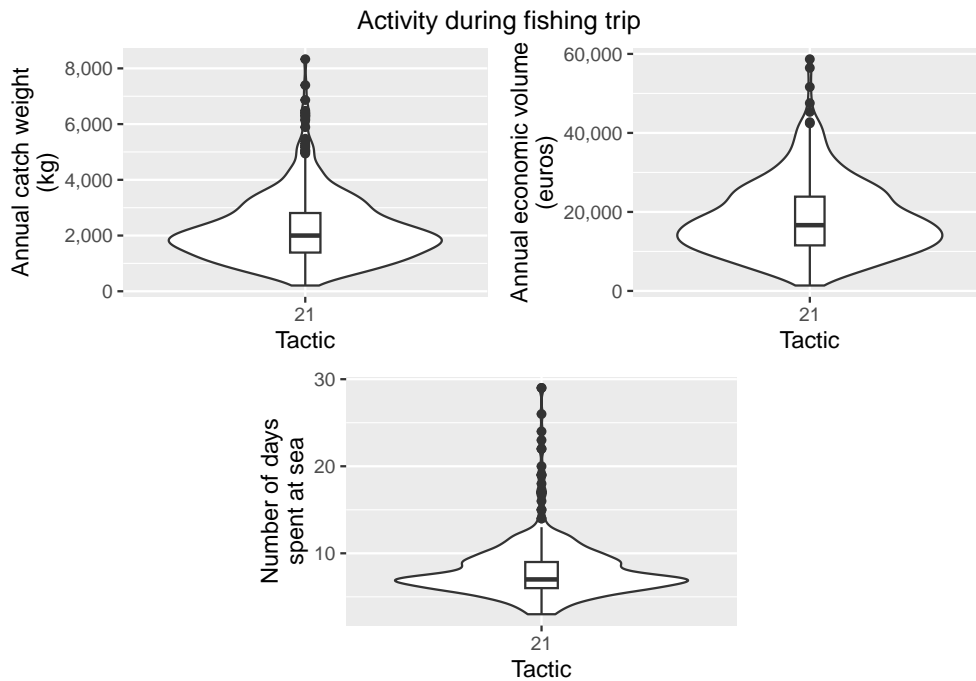 Activity during fishing trip
Annual catch weight
(kg)
8,000
6,000
4,000
2,000
0
21
Tactic
Annual economic volume
(euros)
60,000
40,000
20,000
0
21
Tactic
Number of days
spent at sea
30
20
10
21
Tactic